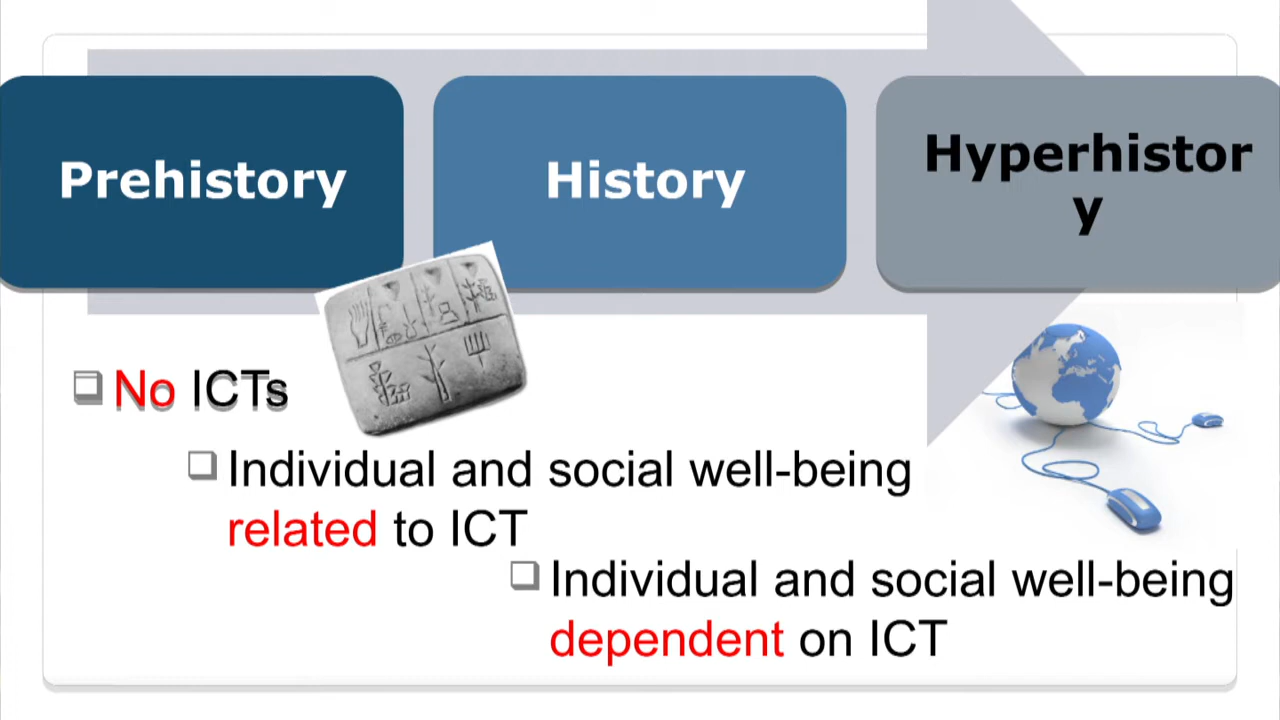 Prehistory
History
Hyperhistor
y
No ICTs
Individual and social well-being
related to ICT
Individual and social well-being
dependent on ICT